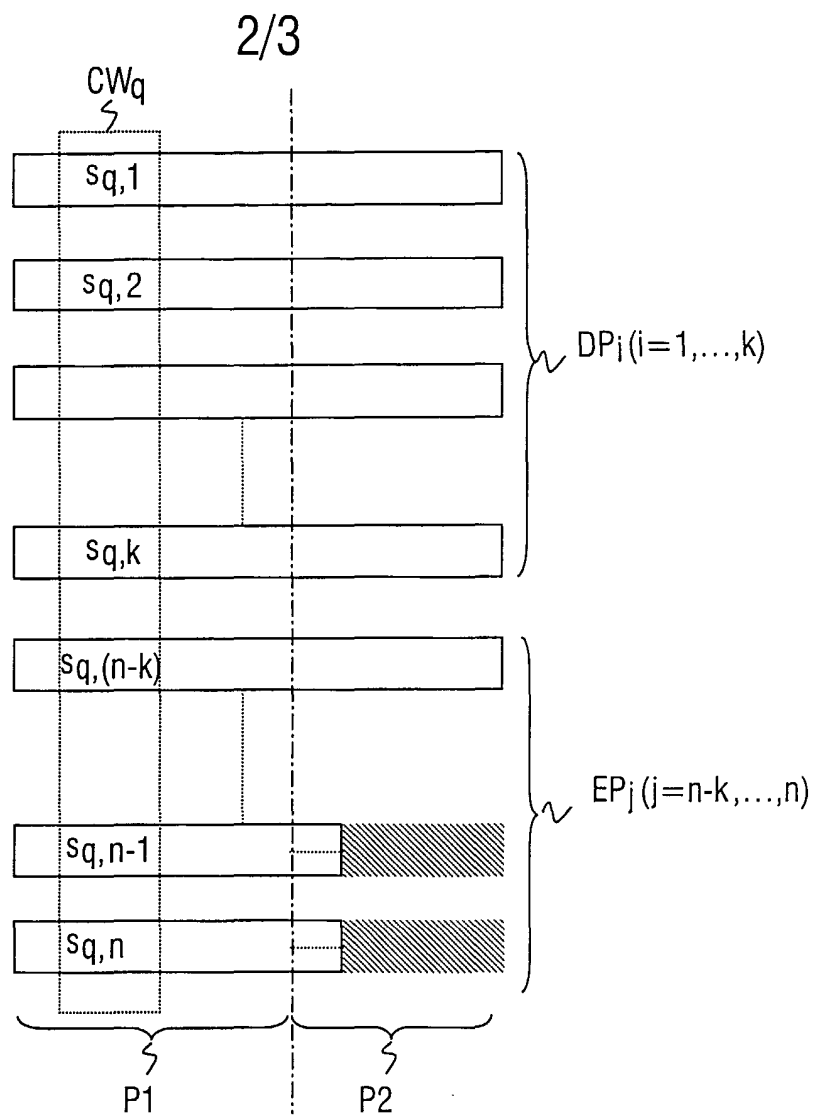 2/3
CWq
sq,1
sq,2
DPi(i=1,...,k)
sq,k
sq,(n-k)
EPj(j=n-k,...,n)
sq,n-1
sq,n
P1
P2